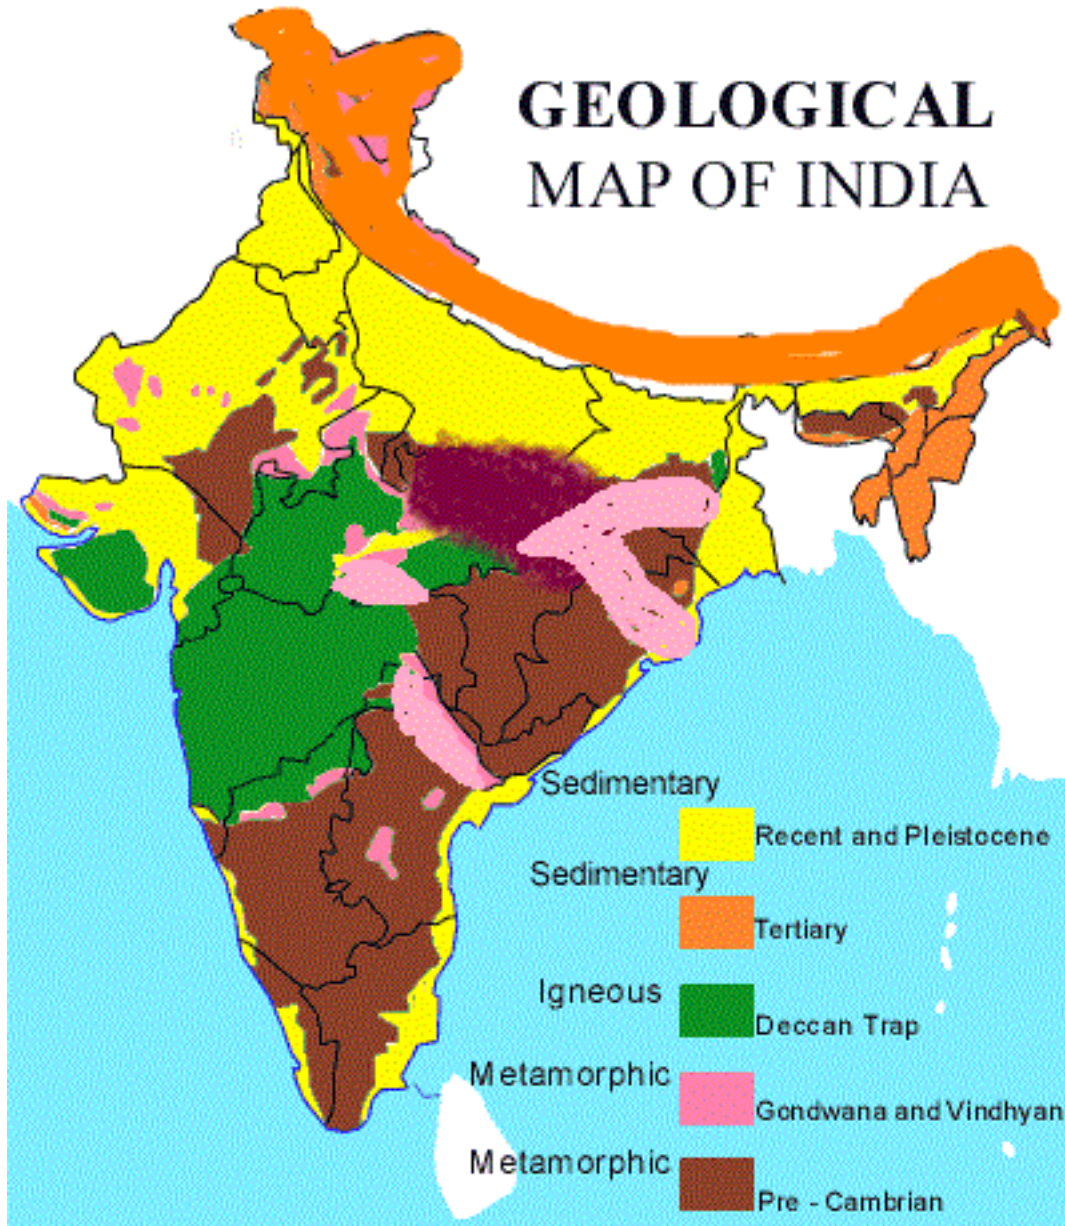 GEOLOGICAL
MAP OF INDIA
Sedimentary
Recent and Pleistocene
Sedimentary
Tertiary
Igneous
Deccan Trap
Metamorphic
Gondwana and Vindhyan
Metamorphic
Pre - Cambrian